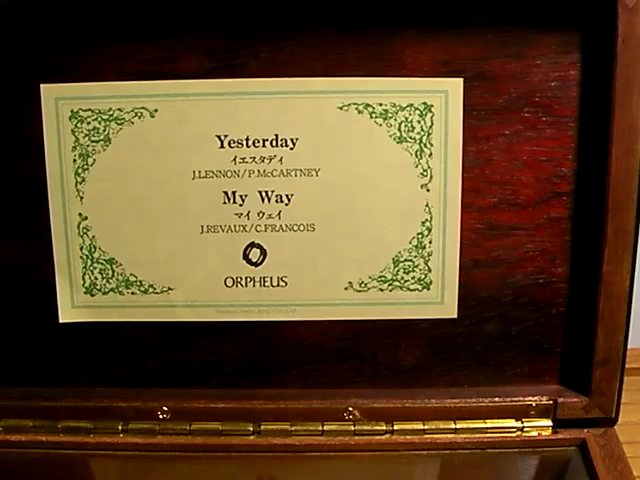 Yesterday
イエスタディ
J.LENNON/P.McCARTNEY
My Way
マイ ウェイ
J.REVAUX/C.FRANCOIS
ORPHEUS